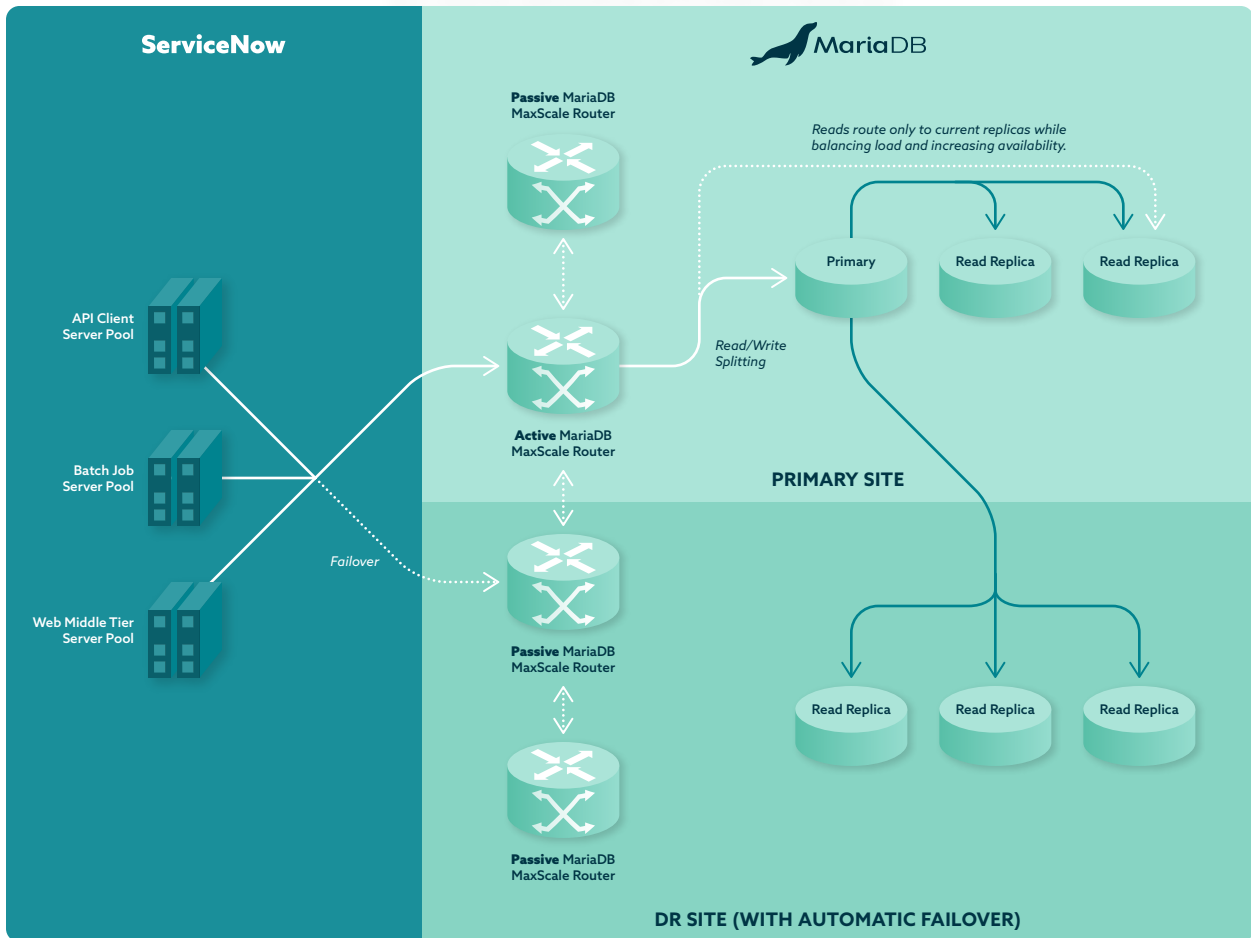 ServiceNow
MariaDB
Passive MariaDB
MaxScale Router
Reads route only to current replicas while
balancing load and increasing availability.
Primary
Read Replica
Read Replica
API Client
Server Pool
Read/Write
Splitting
Active MariaDB
MaxScale Router
Batch Job
Server Pool
PRIMARY SITE
Failover
Web Middle Tier
Server Pool
Passive MariaDB
MaxScale Router
Read Replica
Read Replica
Read Replica
Passive MariaDB
MaxScale Router
DR SITE (WITH AUTOMATIC FAILOVER)